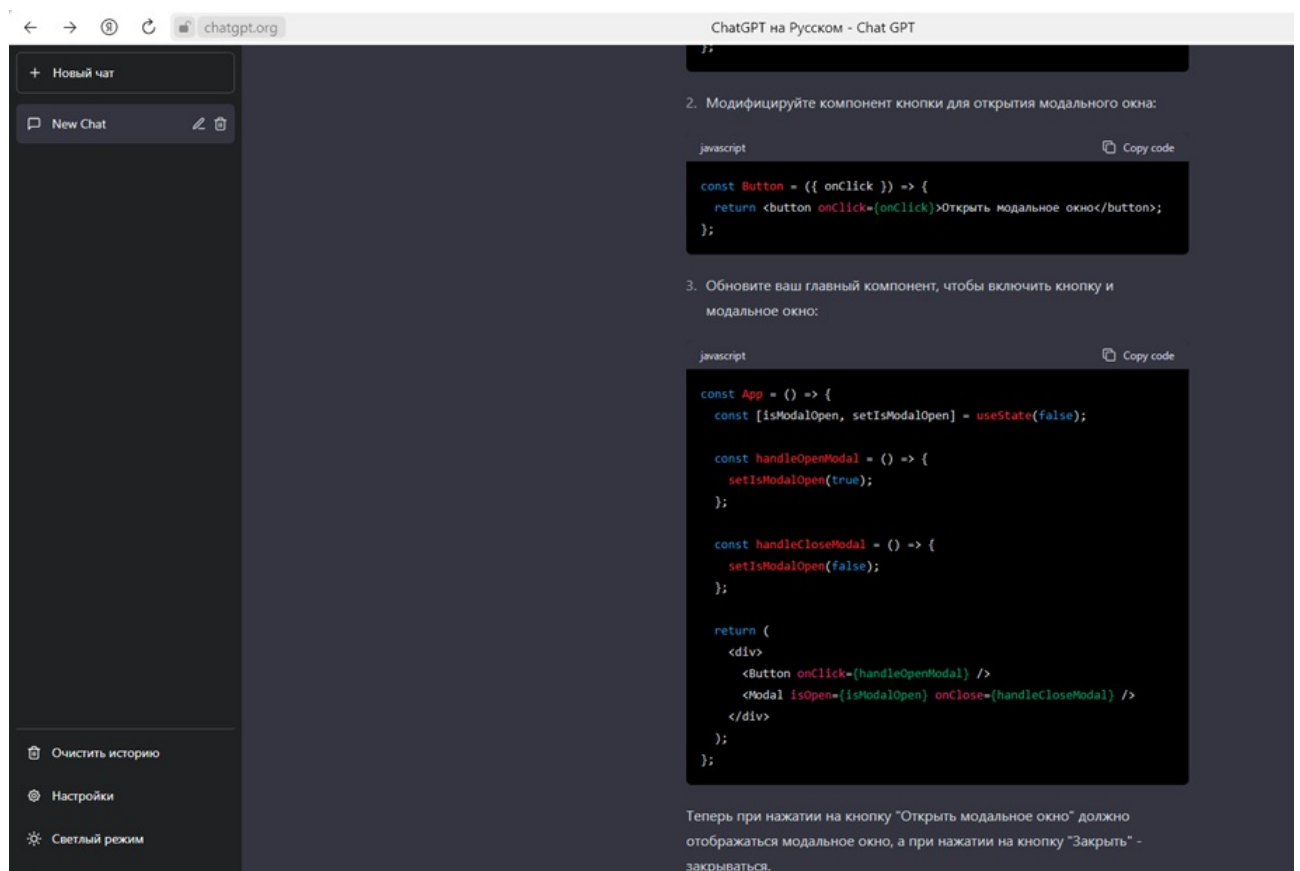 chatgpt.org
ChatGPT на Русском - Chat GPT
+ Новый чат
New Chat
};
2. Модифицируйте компонент кнопки для открытия модального окна:
javascript
Copy code
const Button = ({ onClick }) => {
  return <button onClick={onClick}>Открыть модальное окно</button>;
};
3. Обновите ваш главный компонент, чтобы включить кнопку и
модальное окно:
javascript
Copy code
const App = () => {
  const [isModalOpen, setIsModalOpen] = useState(false);
  const handleOpenModal = () => {
    setIsModalOpen(true);
  };
  const handleCloseModal = () => {
    setIsModalOpen(false);
  };
  return (
    <div>
      <Button onClick={handleOpenModal} />
      <Modal isOpen={isModalOpen} onClose={handleCloseModal} />
    </div>
  );
};
Теперь при нажатии на кнопку "Открыть модальное окно" должно
отображаться модальное окно, а при нажатии на кнопку "Закрыть" -
закрываться.
Очистить историю
Настройки
Светлый режим